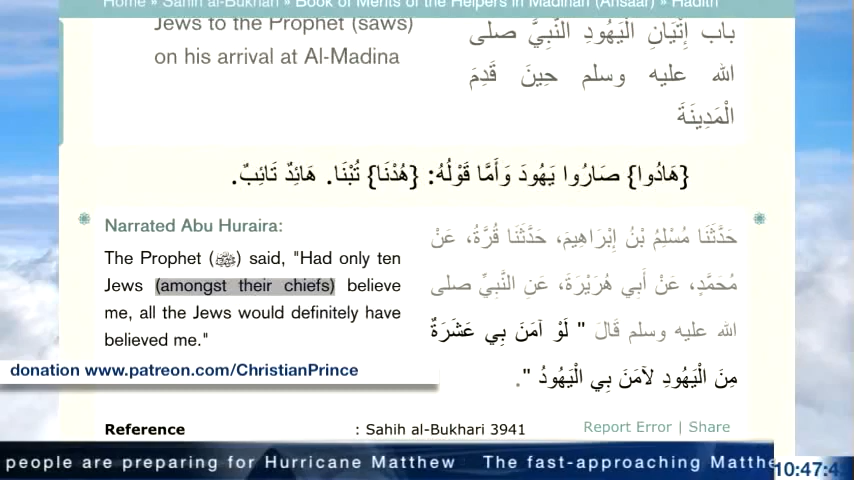 Home » Sahih al-Bukhari » Book of Merits of the Helpers in Madinah (Ansaar) » Hadith
Jews to the Prophet (saws)
on his arrival at Al-Madina
باب إِتْيَانِ الْيَهُودِ النَّبِيَّ صلى
الله عليه وسلم حِينَ قَدِمَ
الْمَدِينَةَ
{هَادُوا} صَارُوا يَهُودَ وَأَمَّا قَوْلُهُ: {هُدْنَا} تُبْنَا. هَائِدٌ تَائِبٌ.
Narrated Abu Huraira:
The Prophet (ﷺ) said, "Had only ten
Jews (amongst their chiefs) believe
me, all the Jews would definitely have
believed me."
حَدَّثَنَا مُسْلِمُ بْنُ إِبْرَاهِيمَ، حَدَّثَنَا قُرَّةُ، عَنْ
مُحَمَّدٍ، عَنْ أَبِي هُرَيْرَةَ، عَنِ النَّبِيِّ صلى
الله عليه وسلم قَالَ " لَوْ آمَنَ بِي عَشَرَةٌ
مِنَ الْيَهُودِ لآمَنَ بِي الْيَهُودُ ".
donation www.patreon.com/ChristianPrince
Reference : Sahih al-Bukhari 3941
Report Error | Share
people are preparing for Hurricane Matthew The fast-approaching Matthe
10:47:4